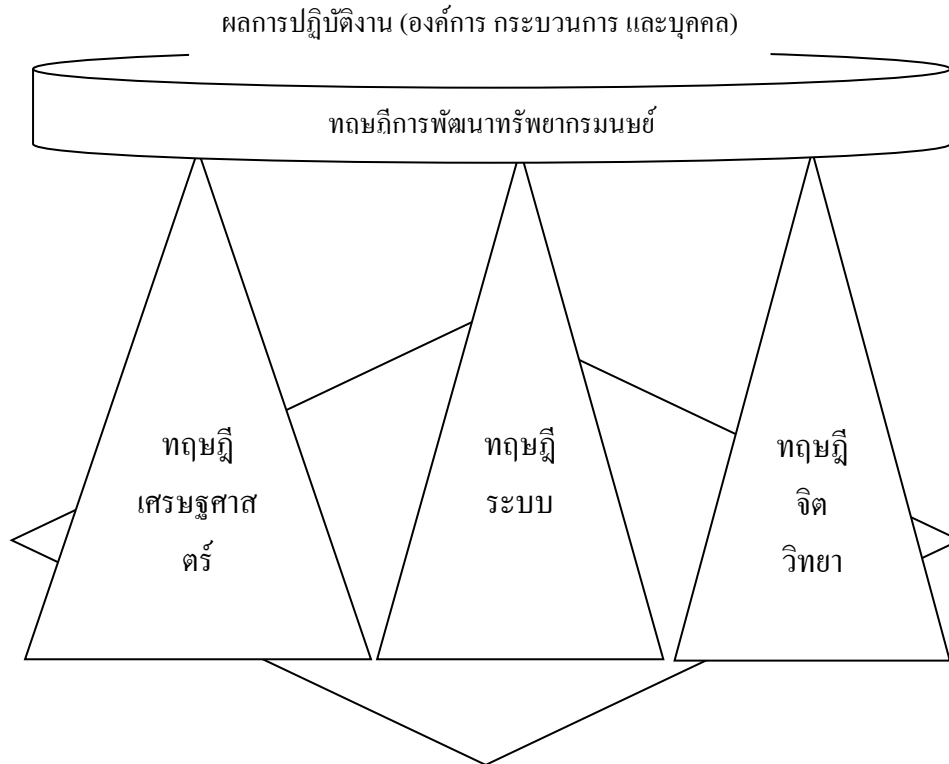 ผลการปฏิบัติงาน (องค์การ กระบวนการ และบุคคล)
ทฤษฎีการพัฒนาทรัพยากรมนษย์
ทฤษฎี
เศรษฐศาส
ตร์
ทฤษฎี
ระบบ
ทฤษฎี
จิต
วิทยา